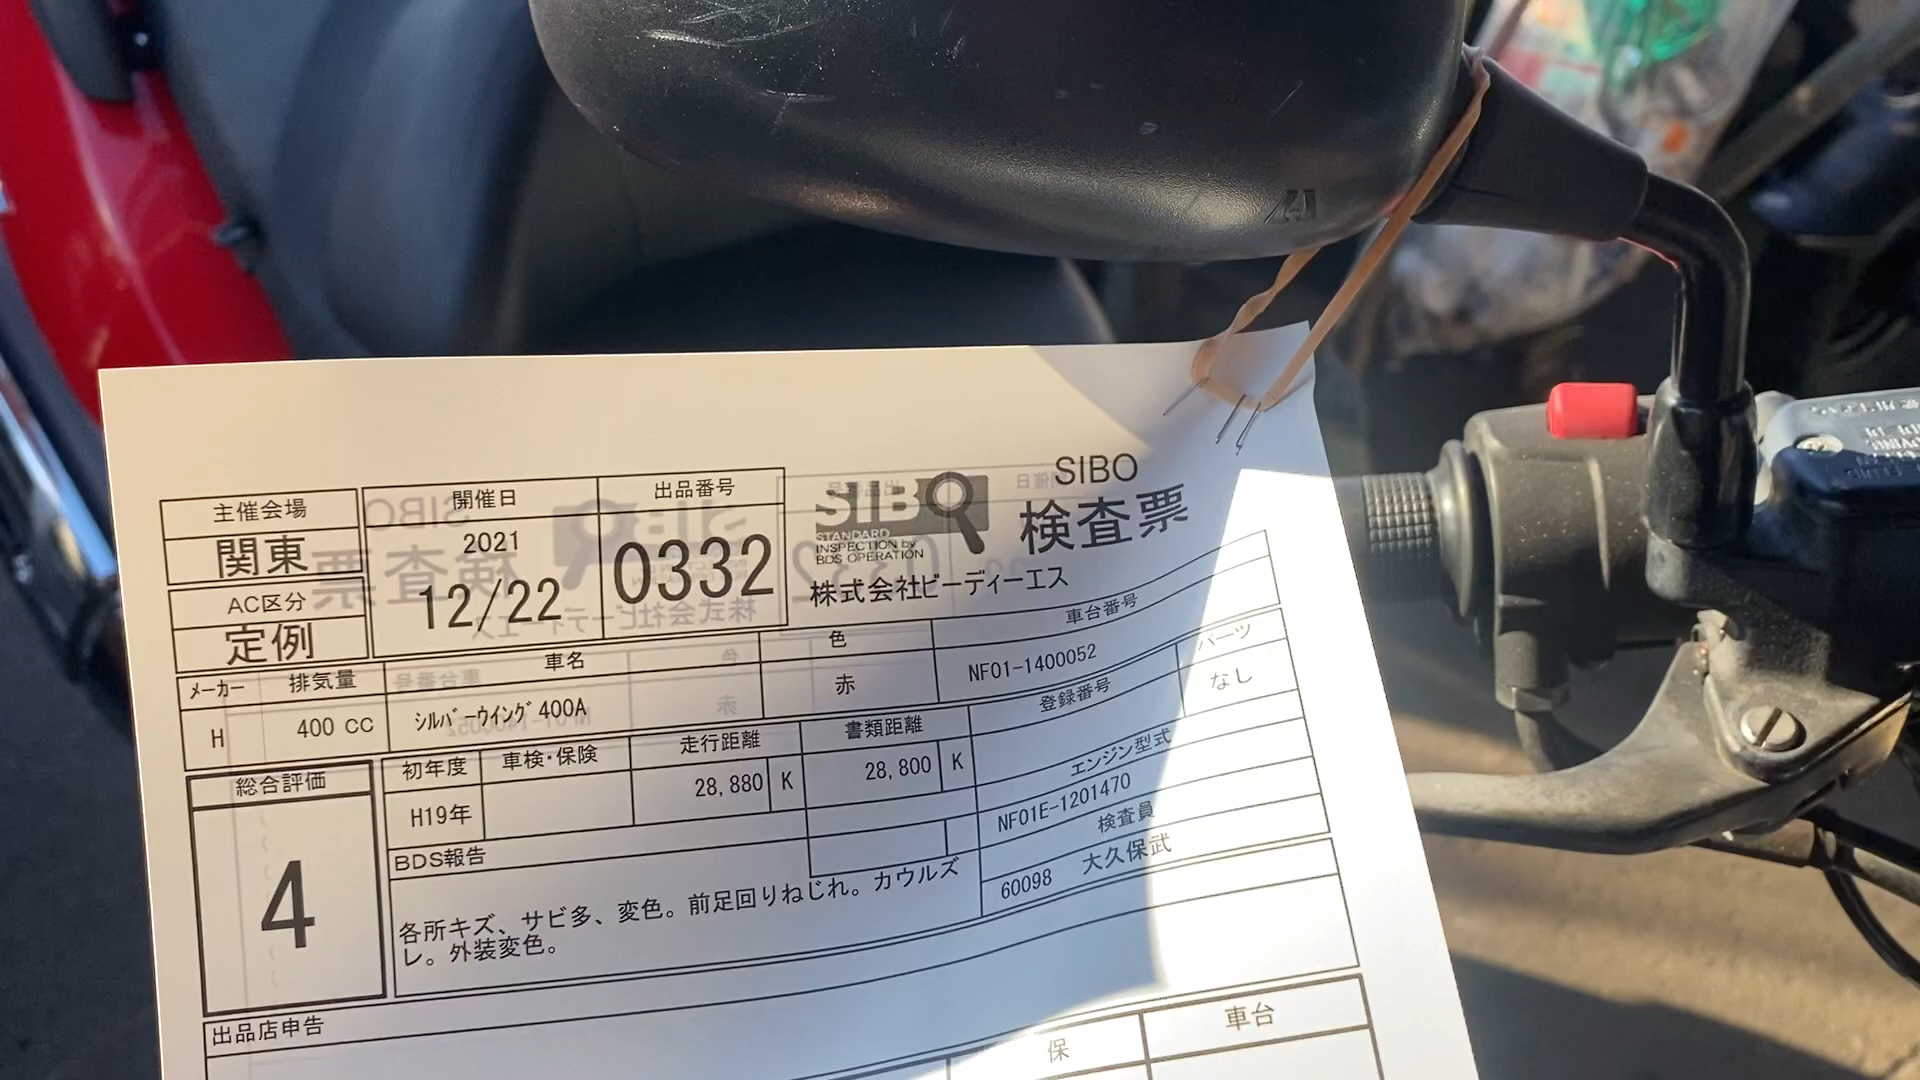 主催会場
関東
AC区分
定例
開催日
2021
12/22
出品番号
0332
SIBO
STANDARD
INSPECTION by
BDS OPERATION
SIBO
検査票
株式会社ビーディーエス
メーカー 排気量 車名 色 車台番号
H 400 cc シルバーウイング400A 赤 NF01-1400052
総合評価
4
初年度 車検・保険 走行距離 書類距離 登録番号 パーツ
なし
H19年 28,880 K 28,800 K
エンジン型式
NF01E-1201470
検査員
60098 大久保武
BDS報告
各所キズ、サビ多、変色。前足回りねじれ。カウルズ
レ。外装変色。
出品店申告
保
車台